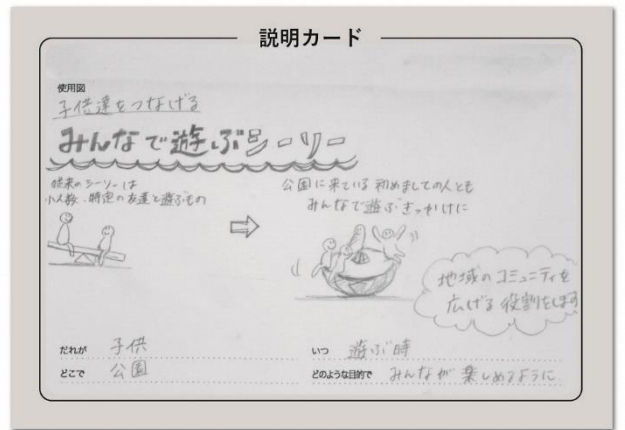 説明カード
使用図
子供達をつなげる
みんなで遊ぶシーソー
従来のシーソーは
小人数、特定の友達と遊ぶもの
公園に来ている初めましての人とも
みんなで遊ぶきっかけに
地域のコミュニティを
広げる役割をします
だれが 子供
いつ 遊ぶ時
どこで 公園
どのような目的で みんなが楽しめるように